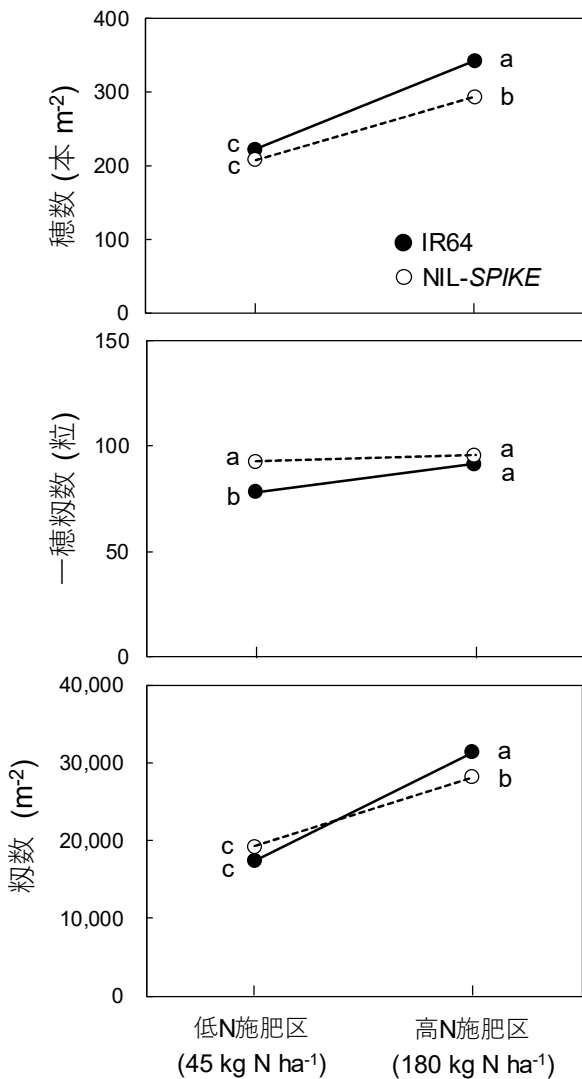 400
300
200
100
0
穂数 (本 m⁻²)
a
b
c
c
IR64
NIL-SPIKE
150
100
50
0
一穂籾数 (粒)
a
b
a
a
40,000
30,000
20,000
10,000
0
籾数 (m⁻²)
a
b
c
c
低N施肥区
(45 kg N ha⁻¹)
高N施肥区
(180 kg N ha⁻¹)